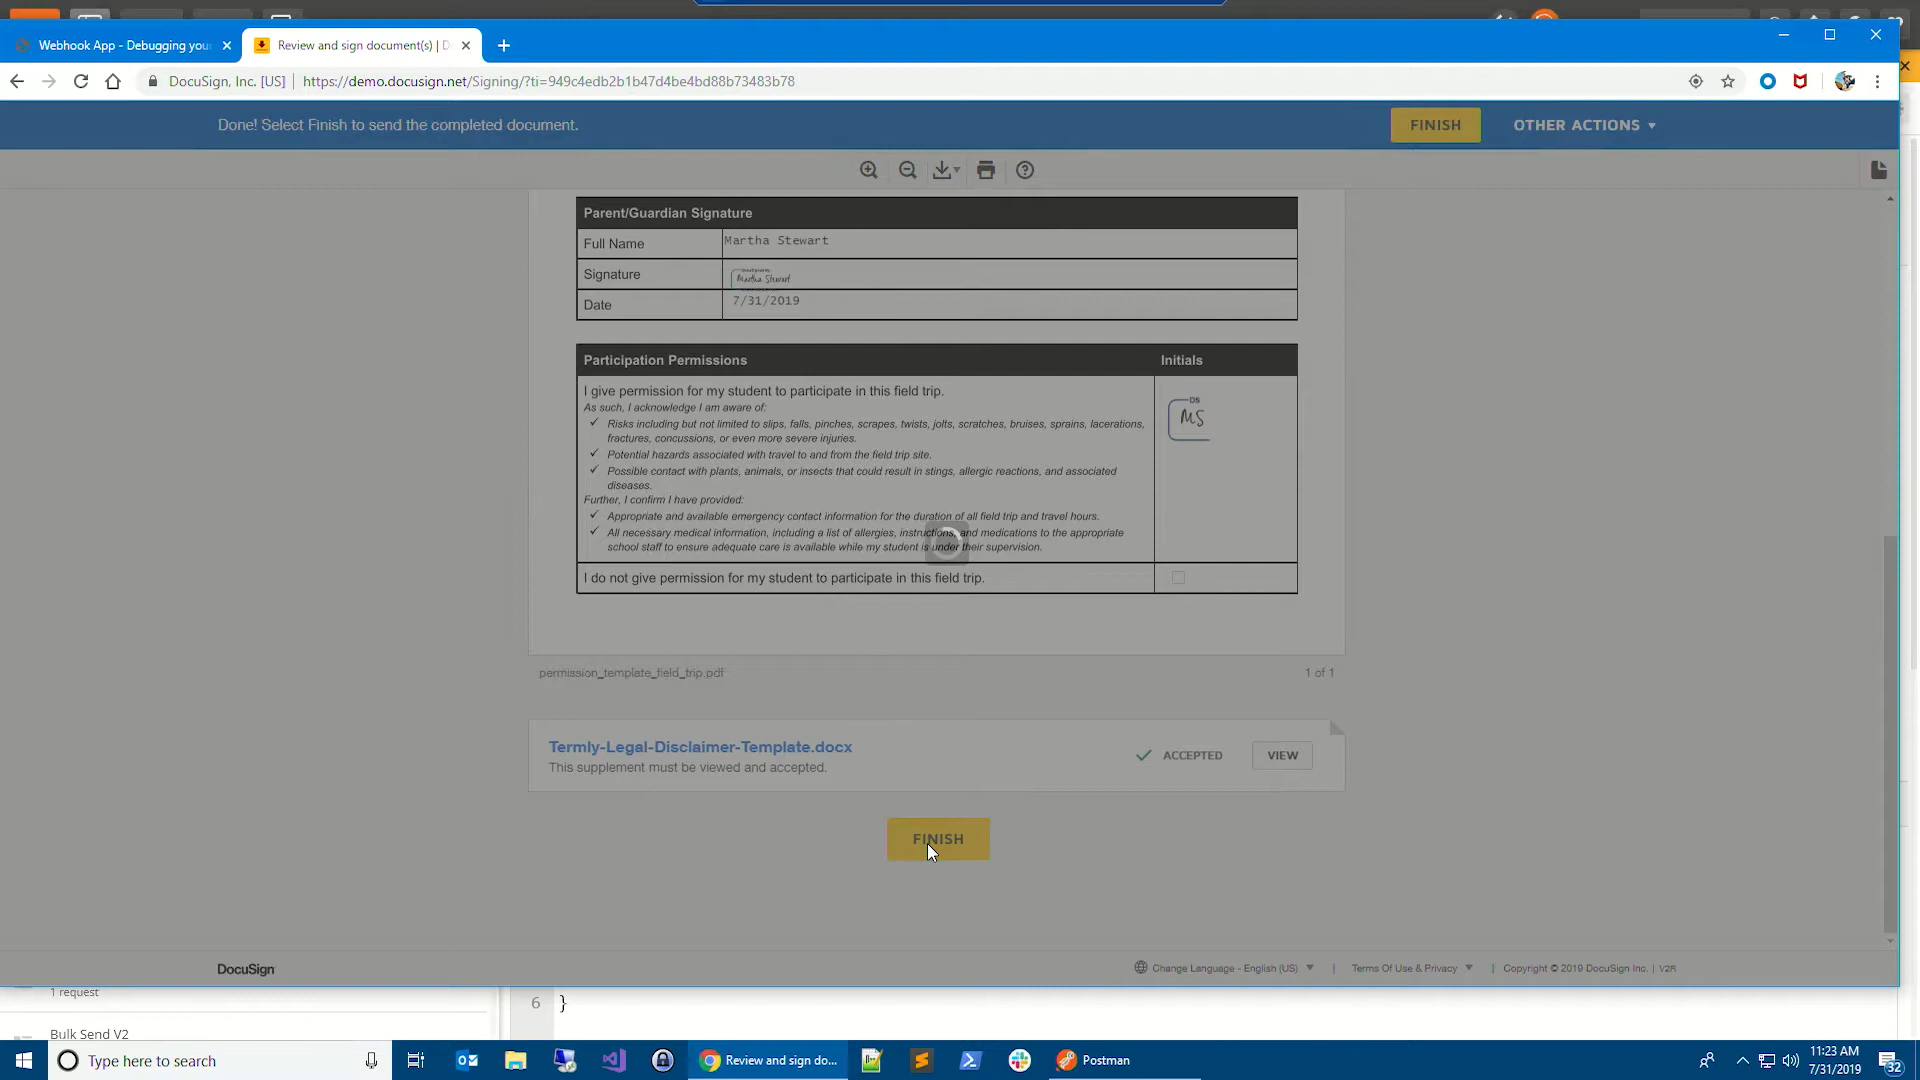 Webhook App - Debugging you
Review and sign document(s) | D
DocuSign, Inc. [US]
https://demo.docusign.net/Signing/?ti=949c4edb2b1b47d4be4bd88b73483b78
Done! Select Finish to send the completed document.
FINISH
OTHER ACTIONS
Parent/Guardian Signature
Full Name
Martha Stewart
Signature
Martha Stewart
Date
7/31/2019
Participation Permissions
Initials
I give permission for my student to participate in this field trip.
As such, I acknowledge I am aware of:
DS
MS
Risks including but not limited to slips, falls, pinches, scrapes, twists, jolts, scratches, bruises, sprains, lacerations,
fractures, concussions, or even more severe injuries.
Potential hazards associated with travel to and from the field trip site.
Possible contact with plants, animals, or insects that could result in stings, allergic reactions, and associated
diseases.
Further, I confirm I have provided:
Appropriate and available emergency contact information for the duration of all field trip and travel hours.
All necessary medical information, including a list of allergies, instructions, and medications to the appropriate
school staff to ensure adequate care is available while my student is under their supervision.
I do not give permission for my student to participate in this field trip.
permission_template_field_trip.pdf
1 of 1
Termly-Legal-Disclaimer-Template.docx
This supplement must be viewed and accepted.
ACCEPTED
VIEW
FINISH
DocuSign
Change Language - English (US)
Terms Of Use & Privacy
Copyright © 2019 DocuSign Inc. | V2R
1 request
6 }
Bulk Send V2
Type here to search
Review and sign do...
Postman
11:23 AM
7/31/2019
32